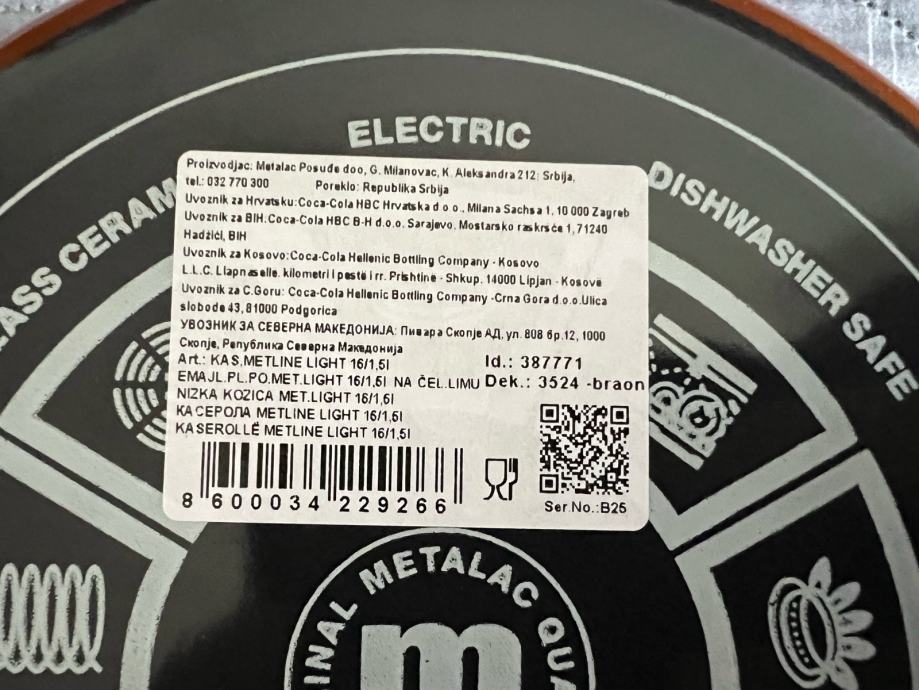 ELECTRIC
DISHWASHER SAFE
ASS CERAM
Proizvodjac: Metalac Posuđe doo, G. Milanovac, K. Aleksandra 212, Srbija,
tel.: 032 770 300 Poreklo: Republika Srbija
Uvoznik za Hrvatsku:Coca-Cola HBC Hrvatska d o o., Milana Sachsa 1, 10 000 Zagreb
Uvoznik za BIH:Coca-Cola HBC B-H d.o.o. Sarajevo, Mostarsko raskršće 1, 71240
Hadžići, BIH
Uvoznik za Kosovo:Coca-Cola Hellenic Bottling Company - Kosovo
L.L.C. Llapnaselle, kilometri i pestë i rr. Prishtinë - Shkup. 14000 Lipjan - Kosovë
Uvoznik za C.Goru: Coca-Cola Hellenic Bottling Company -Crna Gora d.o.o.Ulica
slobode 43, 81000 Podgorica
УВОЗНИК ЗА СЕВЕРНА МАКЕДОНИЈА: Пивара Скопје АД, ул. 808 бр.12, 1000
Скопје, Република Северна Македонија
Art.: KAS.METLINE LIGHT 16/1,5l Id.: 387771
EMAJL.PL.PO.MET.LIGHT 16/1,5l NA ČEL.LIMU Dek.: 3524 -braon
NIZKA KOZICA MET.LIGHT 16/1,5l
КАСЕРОЛА METLINE LIGHT 16/1,5l
KASEROLLË METLINE LIGHT 16/1,5l
8 600034 229266
Ser.No.:B25
INAL METALAC QUA
m